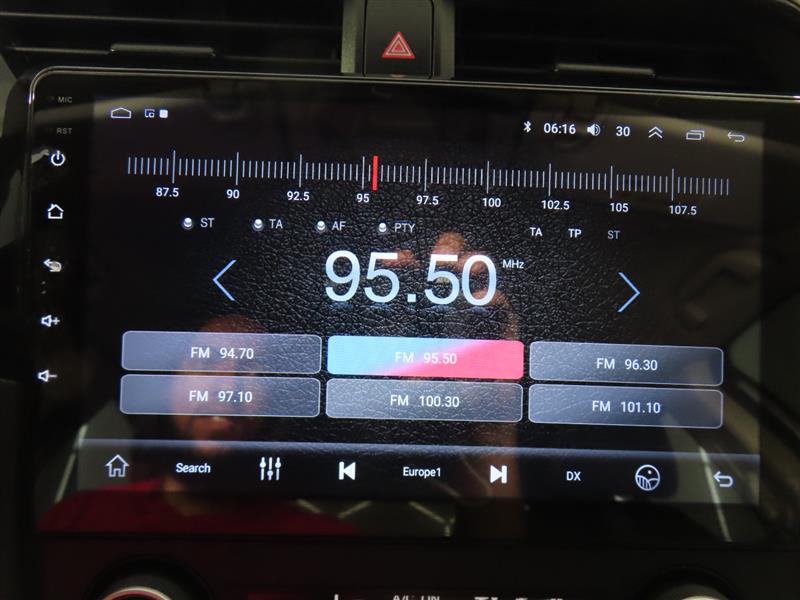 MIC
RST
06:16 30
87.5 90 92.5 95 97.5 100 102.5 105 107.5
ST TA AF PTY TA TP ST
95.50 MHz
FM 94.70 FM 95.50 FM 96.30
FM 97.10 FM 100.30 FM 101.10
Search Europe1 DX